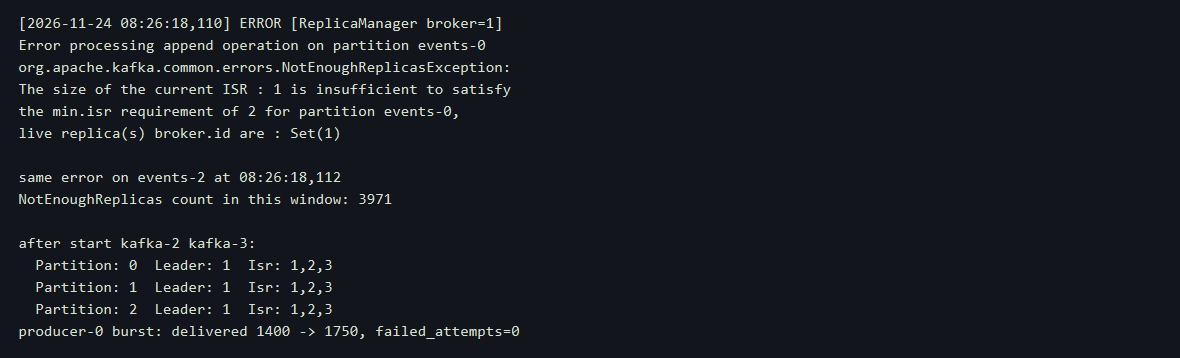 [2026-11-24 08:26:18,110] ERROR [ReplicaManager broker=1]
Error processing append operation on partition events-0
org.apache.kafka.common.errors.NotEnoughReplicasException:
The size of the current ISR : 1 is insufficient to satisfy
the min.isr requirement of 2 for partition events-0,
live replica(s) broker.id are : Set(1)
same error on events-2 at 08:26:18,112
NotEnoughReplicas count in this window: 3971
after start kafka-2 kafka-3:
Partition: 0  Leader: 1  Isr: 1,2,3
Partition: 1  Leader: 1  Isr: 1,2,3
Partition: 2  Leader: 1  Isr: 1,2,3
producer-0 burst: delivered 1400 -> 1750, failed_attempts=0